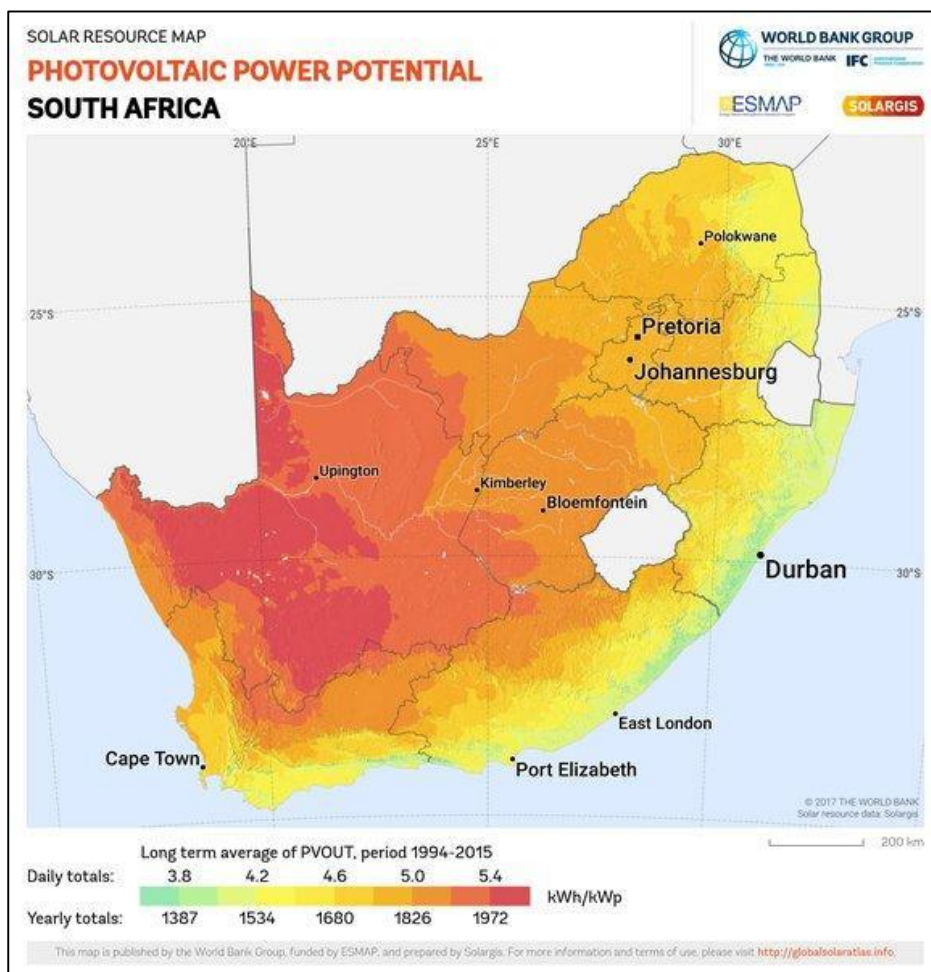 SOLAR RESOURCE MAP
PHOTOVOLTAIC POWER POTENTIAL
SOUTH AFRICA
WORLD BANK GROUP
THE WORLD BANK IFC
ESMAP
SOLARGIS
20°E 25°E 30°E
Polokwane
25°S 25°S
Pretoria
Johannesburg
Upington
Kimberley
Bloemfontein
Durban
30°S 30°S
East London
Cape Town
Port Elizabeth
© 2017 THE WORLD BANK
Solar resource data: Solargis
200 km
Long term average of PVOUT, period 1994-2015
Daily totals: 3.8 4.2 4.6 5.0 5.4
kWh/kWp
Yearly totals: 1387 1534 1680 1826 1972
This map is published by the World Bank Group, funded by ESMAP, and prepared by Solargis. For more information and terms of use, please visit http://globalsolaratlas.info.